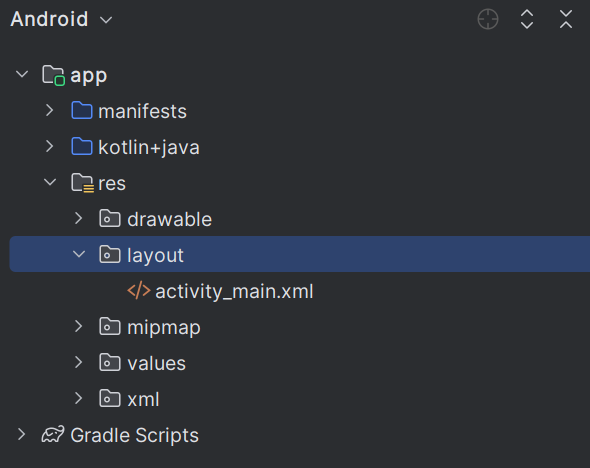 Android
app
manifests
kotlin+java
res
drawable
layout
activity_main.xml
mipmap
values
xml
Gradle Scripts